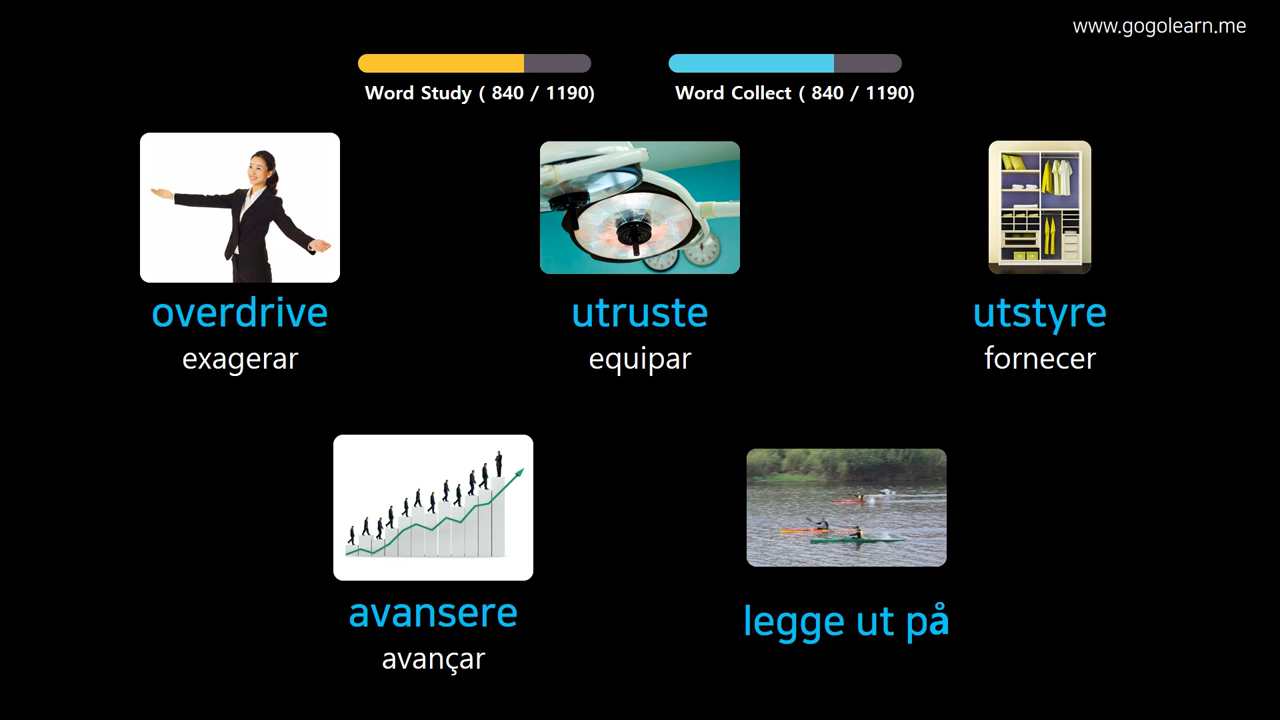 www.gogolearn.me
Word Study ( 840 / 1190)
Word Collect ( 840 / 1190)
overdrive
exagerar
utruste
equipar
utstyre
fornecer
avansere
avançar
legge ut på